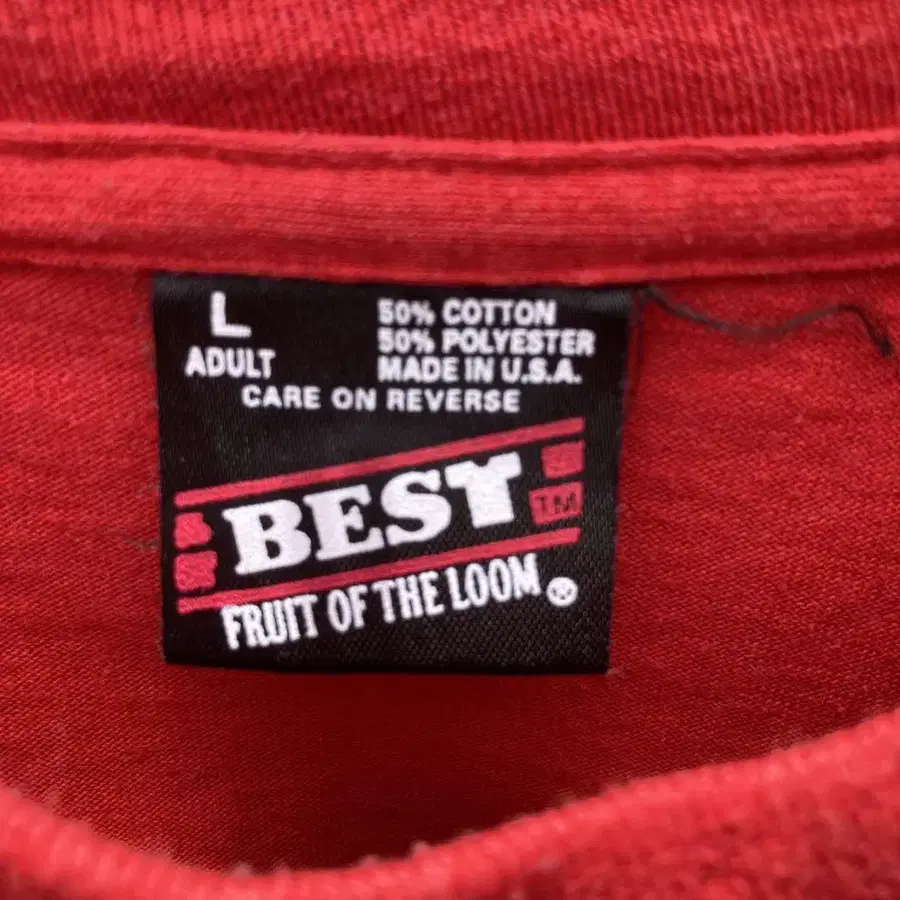 L
ADULT
50% COTTON
50% POLYESTER
MADE IN U.S.A.
CARE ON REVERSE
BEST
TM
FRUIT OF THE LOOM ®